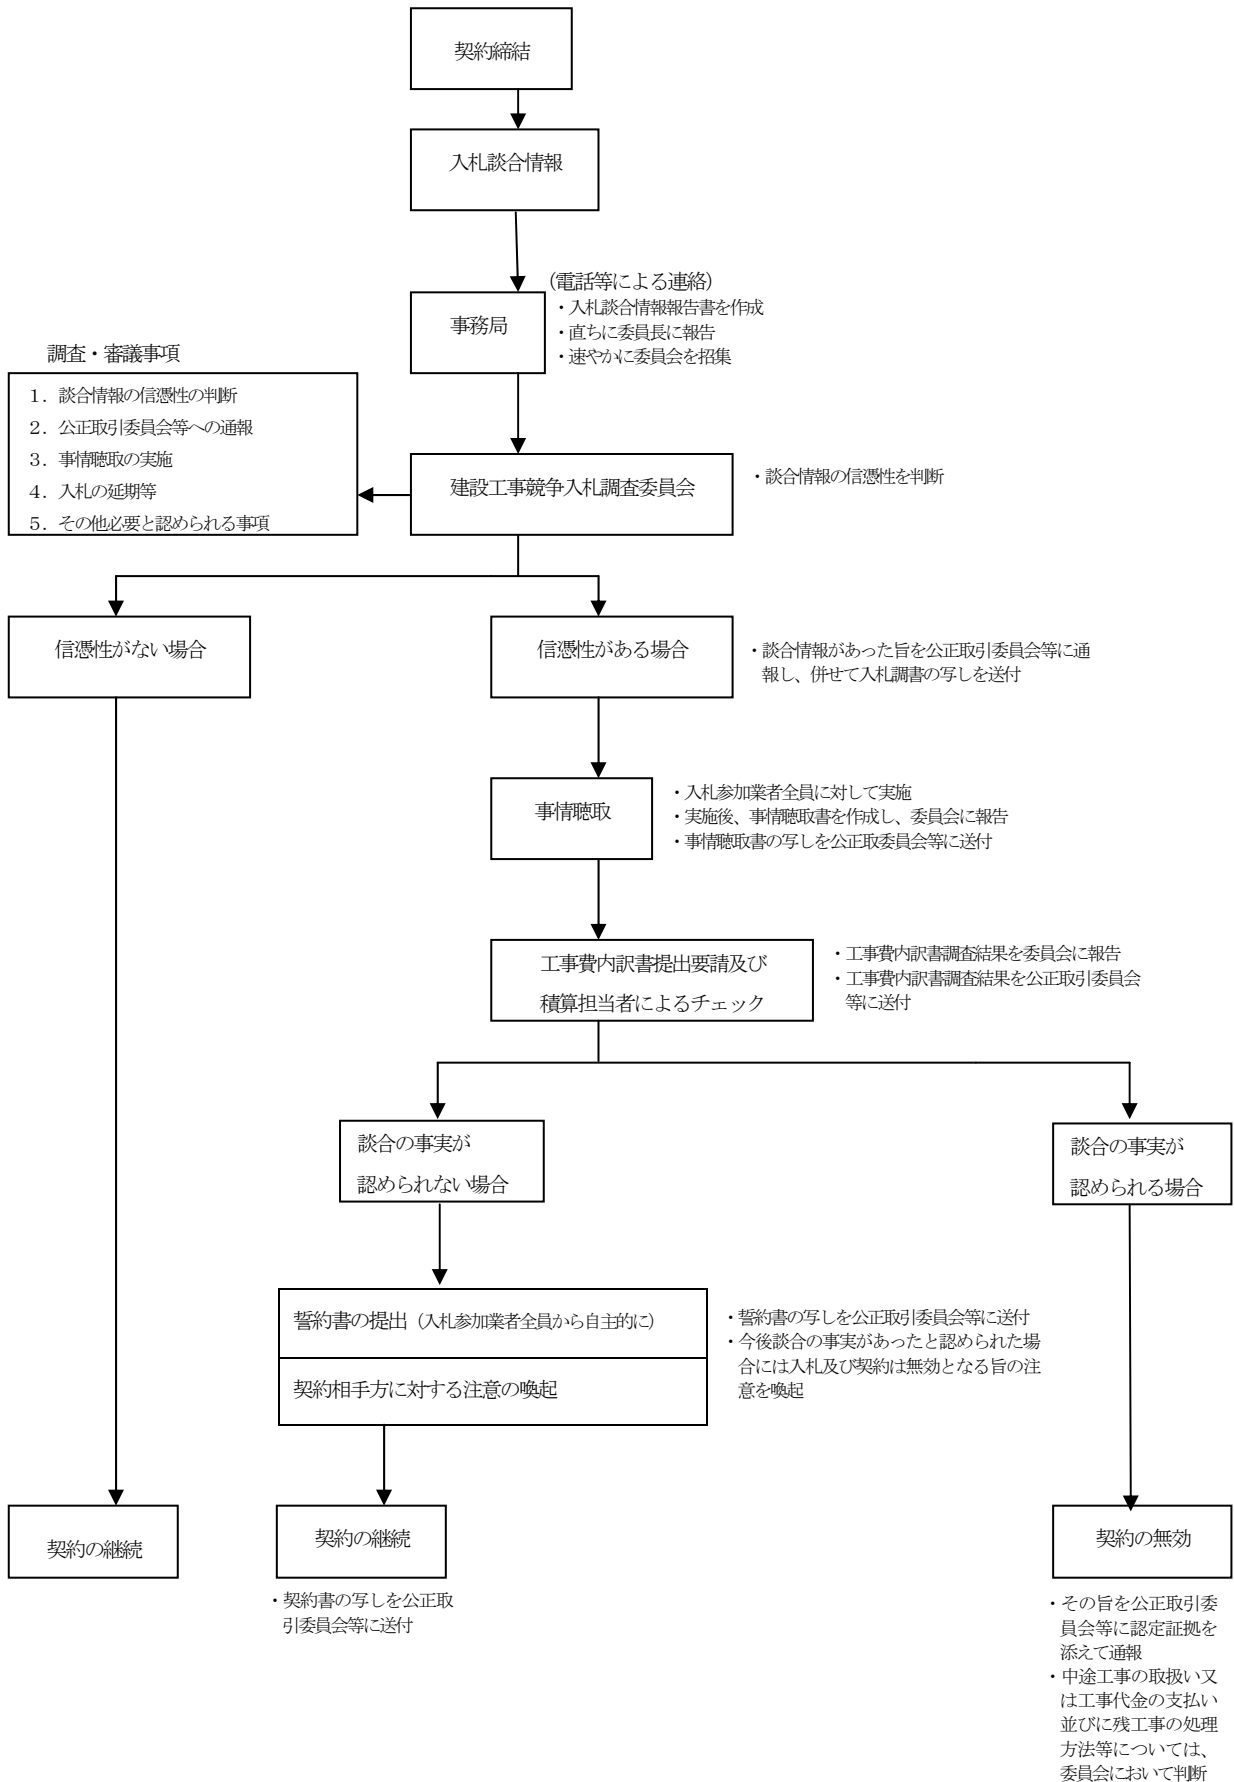 契約締結
入札談合情報
(電話等による連絡)
・入札談合情報報告書を作成
事務局
・直ちに委員長に報告
・速やかに委員会を招集
調査・審議事項
１．談合情報の信憑性の判断
２．公正取引委員会等への通報
３．事情聴取の実施
４．入札の延期等
５．その他必要と認められる事項
建設工事競争入札調査委員会
・談合情報の信憑性を判断
信憑性がない場合
信憑性がある場合
・談合情報があった旨を公正取引委員会等に通
報し、併せて入札調書の写しを送付
事情聴取
・入札参加業者全員に対して実施
・実施後、事情聴取書を作成し、委員会に報告
・事情聴取書の写しを公正取委員会等に送付
工事費内訳書提出要請及び
積算担当者によるチェック
・工事費内訳書調査結果を委員会に報告
・工事費内訳書調査結果を公正取引委員会
等に送付
談合の事実が
認められない場合
談合の事実が
認められる場合
誓約書の提出（入札参加業者全員から自主的に）
契約相手方に対する注意の喚起
・誓約書の写しを公正取引委員会等に送付
・今後談合の事実があったと認められた場
合には入札及び契約は無効となる旨の注
意を喚起
契約の継続
契約の継続
・契約書の写しを公正取
引委員会等に送付
契約の無効
・その旨を公正取引委
員会等に認定証拠を
添えて通報
・中途工事の取扱い又
は工事代金の支払い
並びに残工事の処理
方法等については、
委員会において判断